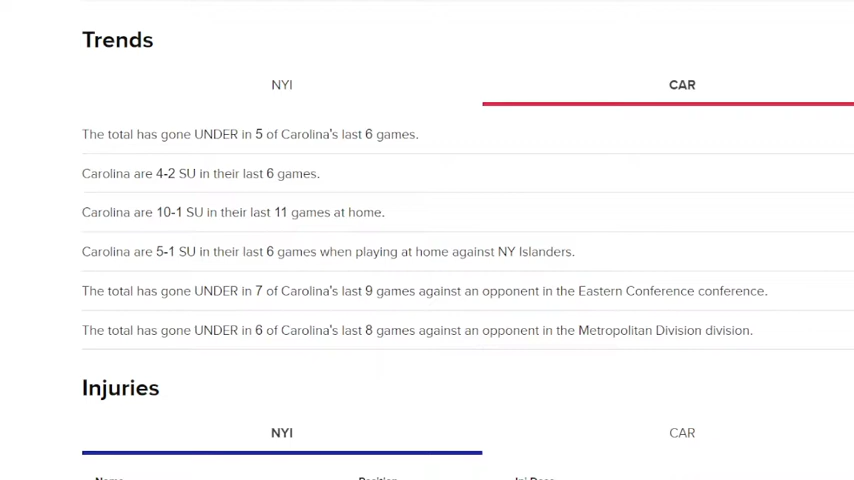 Trends
NYI CAR
The total has gone UNDER in 5 of Carolina's last 6 games.
Carolina are 4-2 SU in their last 6 games.
Carolina are 10-1 SU in their last 11 games at home.
Carolina are 5-1 SU in their last 6 games when playing at home against NY Islanders.
The total has gone UNDER in 7 of Carolina's last 9 games against an opponent in the Eastern Conference conference.
The total has gone UNDER in 6 of Carolina's last 8 games against an opponent in the Metropolitan Division division.
Injuries
NYI CAR
Name Position